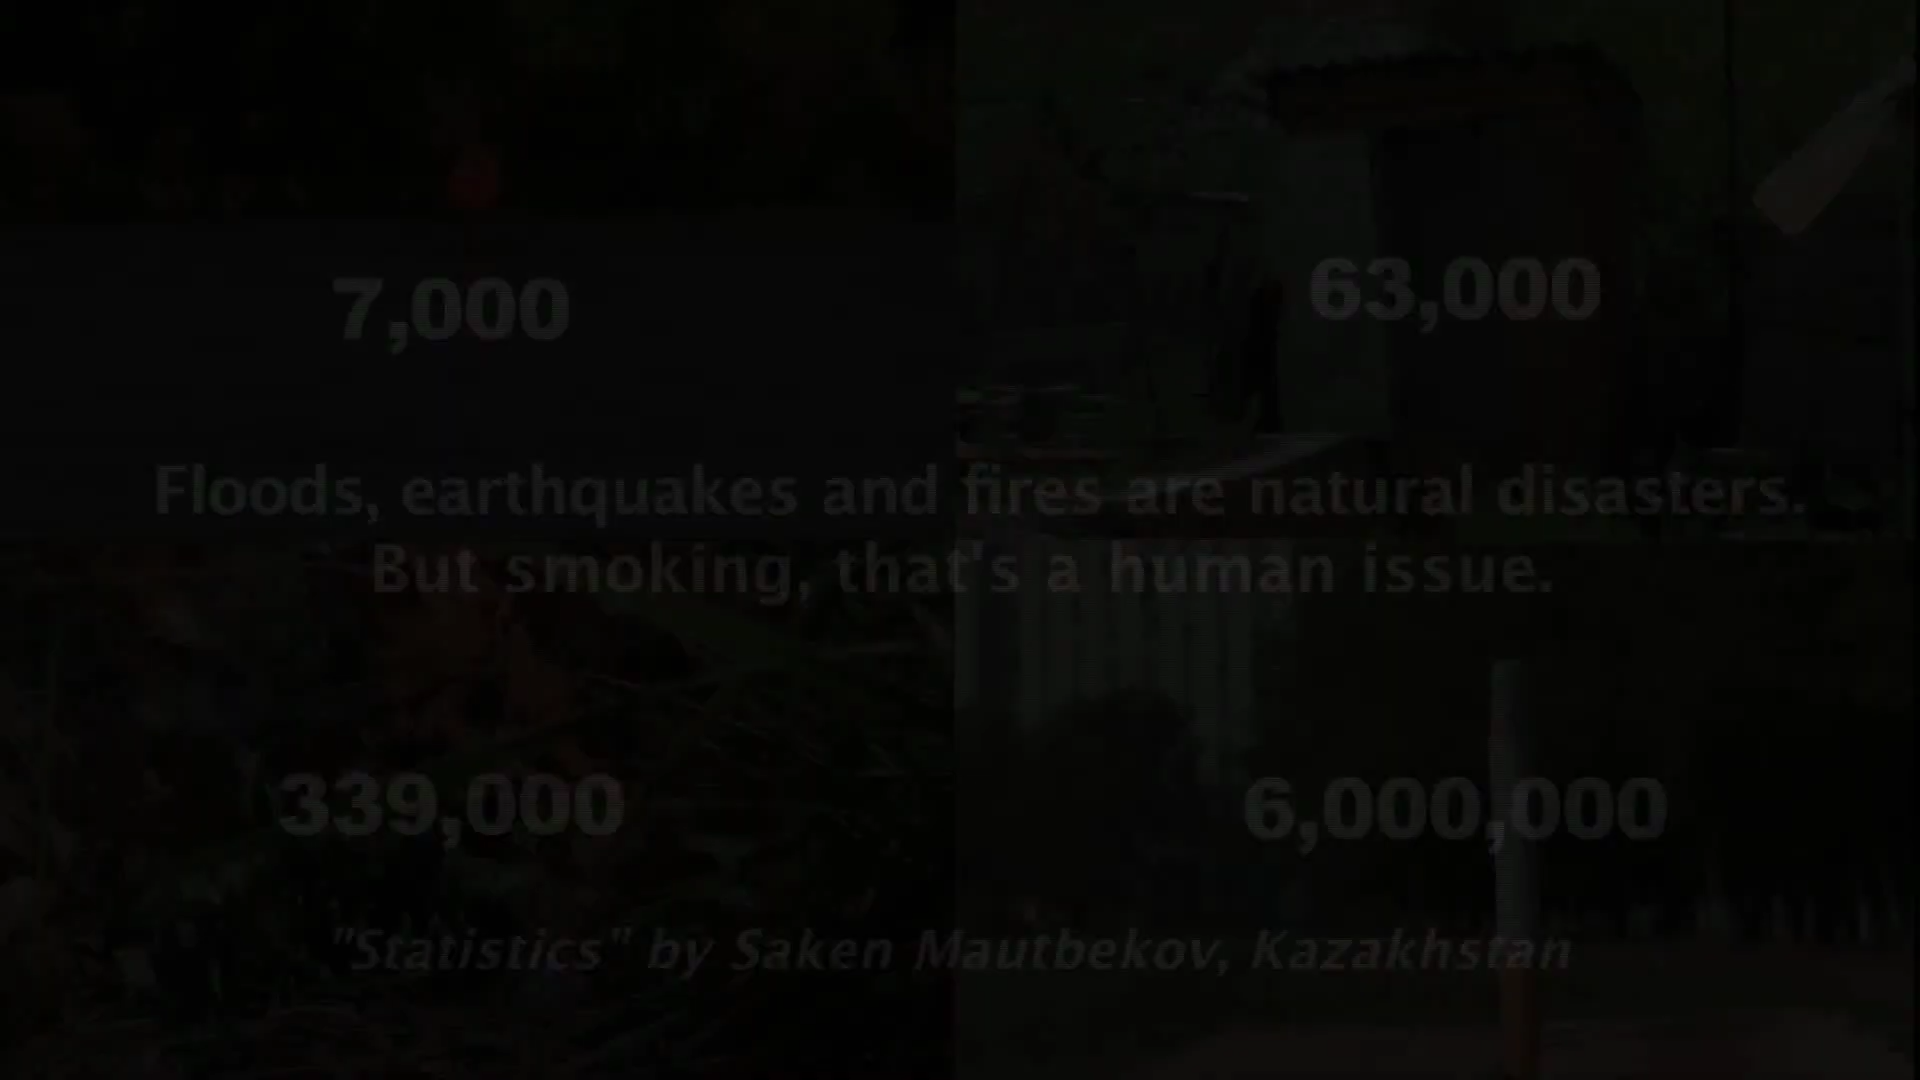 7,000
63,000
Floods, earthquakes and fires are natural disasters.
But smoking, that's a human issue.
339,000
6,000,000
"Statistics" by Saken Mautbekov, Kazakhstan